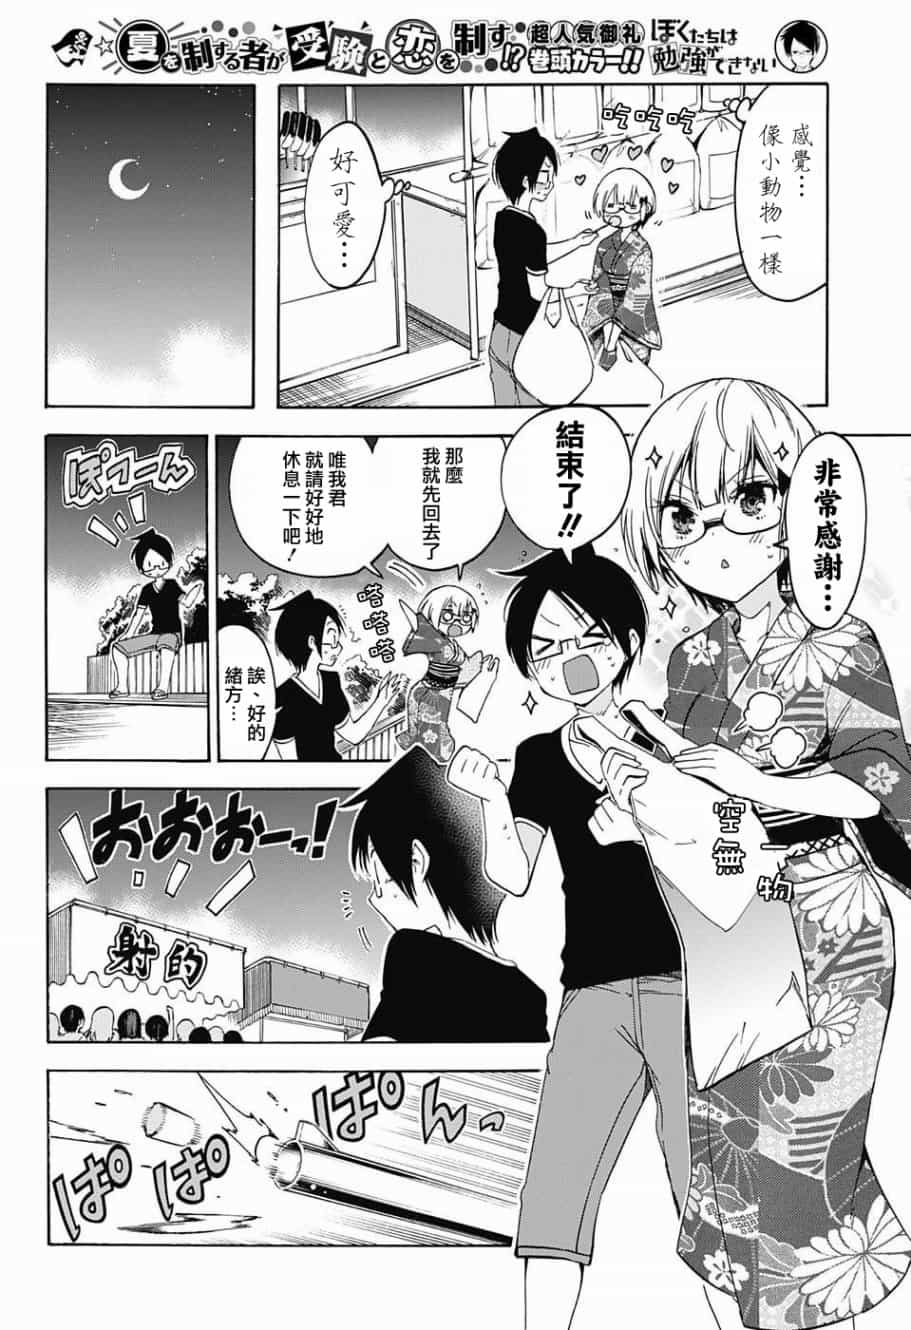 夏を制する者が受験と恋を制す!?
超人気御礼
巻頭カラー!!
ぼくたちは
勉強ができない
感覺…
像小動物一樣
吃
吃
吃
好可愛…
非常感謝…
結束了!!
空無一物
那麼
我就先回去了
唯我君
就請好好地
休息一下吧!
嗒
嗒
嗒
誒、好的
緒方…
ぽつーん
おおおーっ!
射的
ぱんっ
ぱ
ぱ